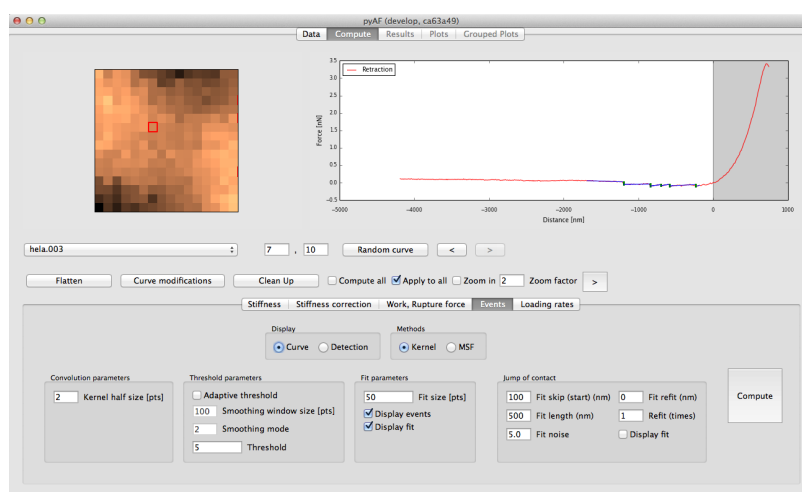 pyAF (develop, ca63a49)
Data Compute Results Plots Grouped Plots
3.5
3.0
2.5
2.0
1.5
1.0
0.5
0.0
−0.5
Force [nN]
Retraction
−5000 −4000 −3000 −2000 −1000 0 1000
Distance [nm]
hela.003 7 , 10 Random curve < >
Flatten Curve modifications Clean Up Compute all Apply to all Zoom in 2 Zoom factor >
Stiffness Stiffness correction Work, Rupture force Events Loading rates
Display Methods
Curve Detection Kernel MSF
Convolution parameters Threshold parameters Fit parameters Jump of contact
2 Kernel half size [pts] Adaptive threshold 50 Fit size [pts] 100 Fit skip (start) (nm) 0 Fit refit (nm) Compute
100 Smoothing window size [pts] Display events 500 Fit length (nm) 1 Refit (times)
2 Smoothing mode Display fit 5.0 Fit noise Display fit
5 Threshold